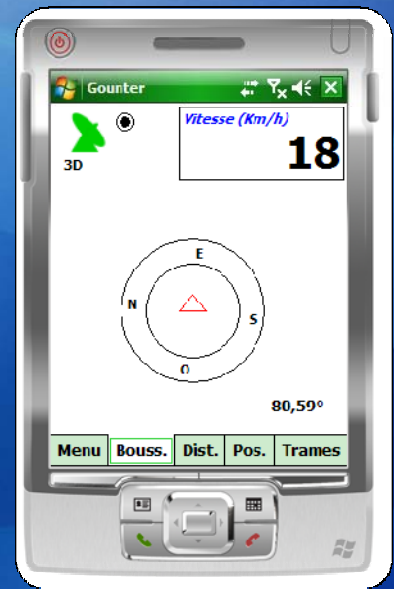 Gounter
Vitesse (Km/h)
18
3D
E
N
S
O
80,59°
Menu Bouss. Dist. Pos. Trames